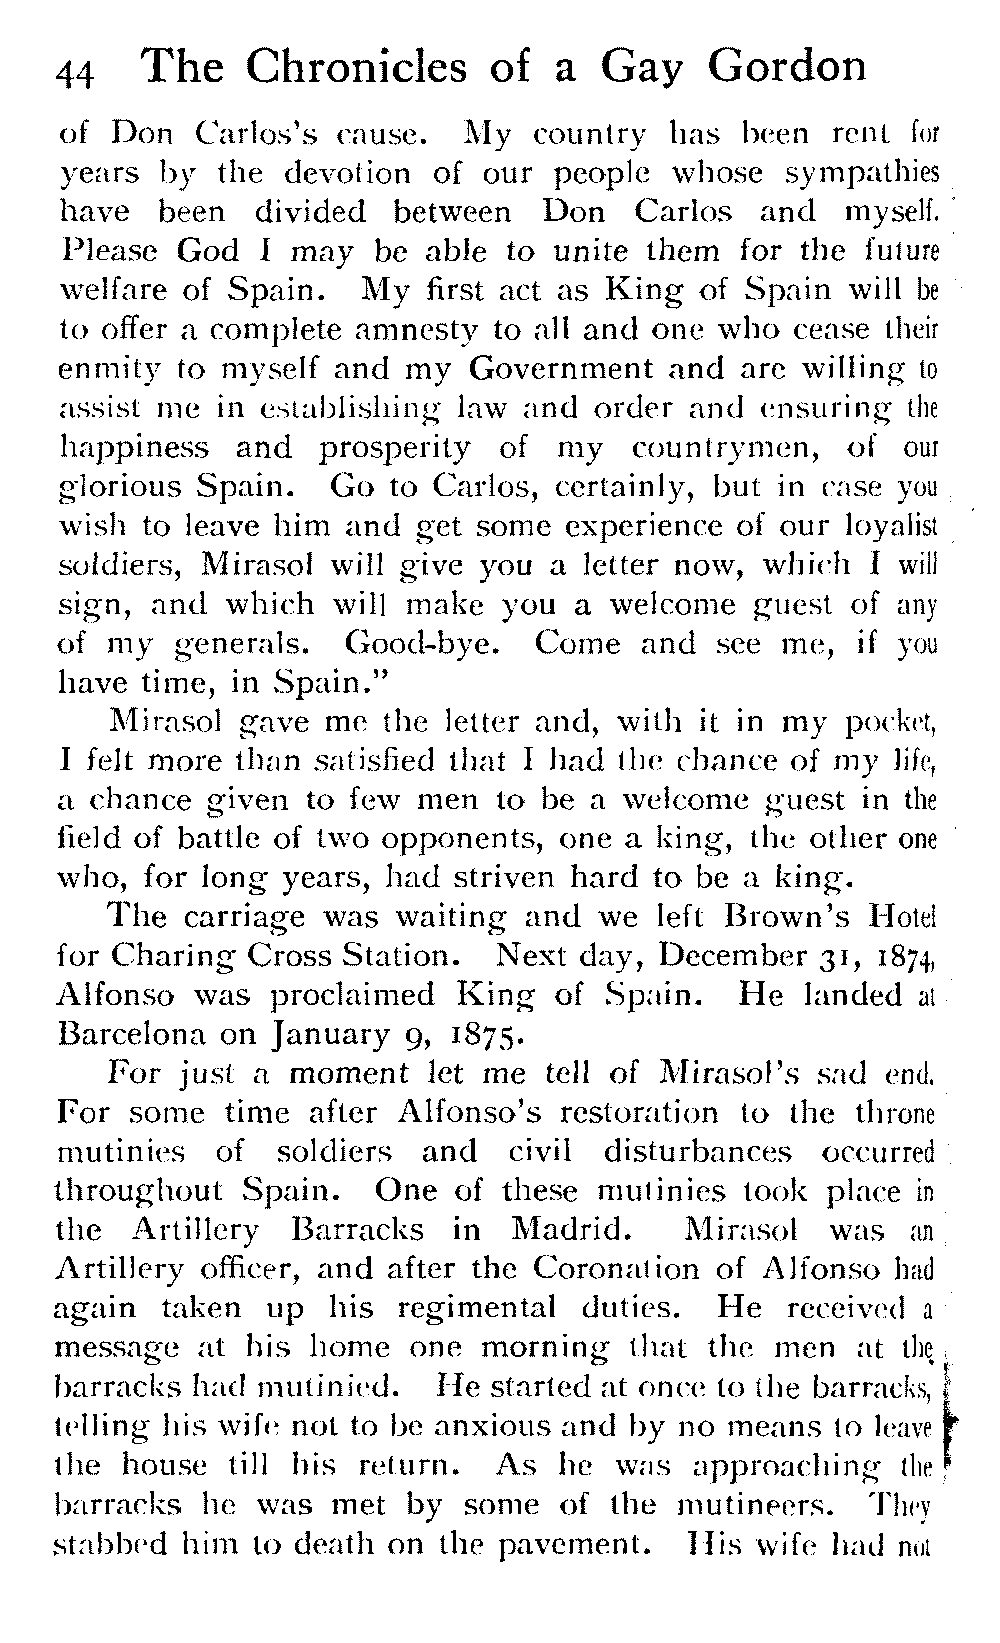 44 The Chronicles of a Gay Gordon
of Don Carlos's cause. My country has been rent for
years by the devotion of our people whose sympathies
have been divided between Don Carlos and myself.
Please God I may be able to unite them for the future
welfare of Spain. My first act as King of Spain will be
to offer a complete amnesty to all and one who cease their
enmity to myself and my Government and are willing to
assist me in establishing law and order and ensuring the
happiness and prosperity of my countrymen, of our
glorious Spain. Go to Carlos, certainly, but in case you
wish to leave him and get some experience of our loyalist
soldiers, Mirasol will give you a letter now, which I will
sign, and which will make you a welcome guest of any
of my generals. Good-bye. Come and see me, if you
have time, in Spain."
Mirasol gave me the letter and, with it in my pocket,
I felt more than satisfied that I had the chance of my life,
a chance given to few men to be a welcome guest in the
field of battle of two opponents, one a king, the other one
who, for long years, had striven hard to be a king.
The carriage was waiting and we left Brown's Hotel
for Charing Cross Station. Next day, December 31, 1874,
Alfonso was proclaimed King of Spain. He landed at
Barcelona on January 9, 1875.
For just a moment let me tell of Mirasol's sad end.
For some time after Alfonso's restoration to the throne
mutinies of soldiers and civil disturbances occurred
throughout Spain. One of these mutinies took place in
the Artillery Barracks in Madrid. Mirasol was an
Artillery officer, and after the Coronation of Alfonso had
again taken up his regimental duties. He received a
message at his home one morning that the men at the
barracks had mutinied. He started at once to the barracks,
telling his wife not to be anxious and by no means to leave
the house till his return. As he was approaching the
barracks he was met by some of the mutineers. They
stabbed him to death on the pavement. His wife had not